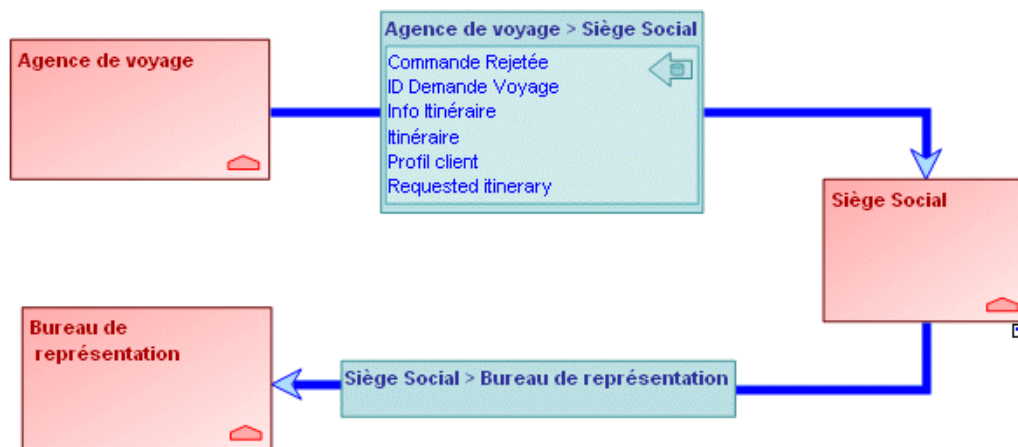 Agence de voyage > Siège Social
Agence de voyage
Commande Rejetée
ID Demande Voyage
Info Itinéraire
Itinéraire
Profil client
Requested itinerary
Siège Social
Bureau de
représentation
Siège Social > Bureau de représentation